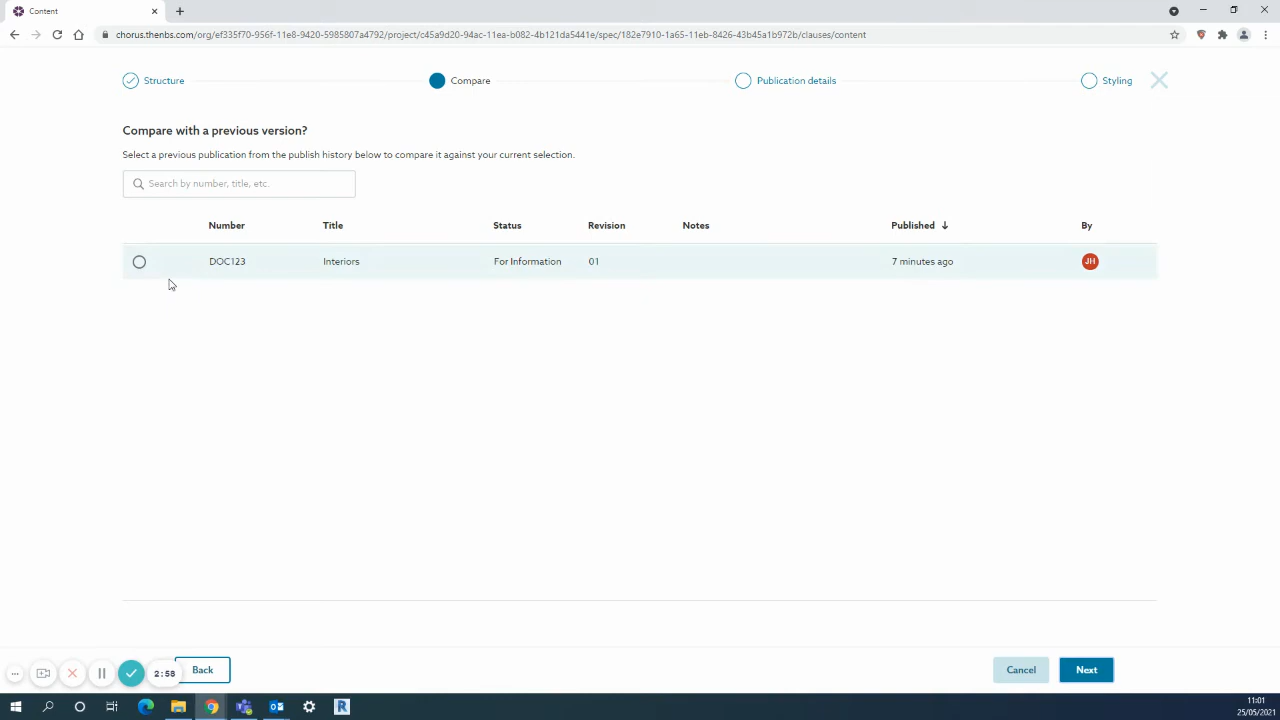 Content
chorus.thenbs.com/org/ef335f70-956f-11e8-9420-5985807a4792/project/c45a9d20-94ac-11ea-b082-4b121da5441e/spec/182e7910-1a65-11eb-8426-43b45a1b972b/clauses/content
Structure Compare Publication details Styling
Compare with a previous version?
Select a previous publication from the publish history below to compare it against your current selection.
Search by number, title, etc.
Number Title Status Revision Notes Published ↓ By
DOC123 Interiors For Information 01 7 minutes ago JH
2:58 Back Cancel Next
11:01
25/05/2021